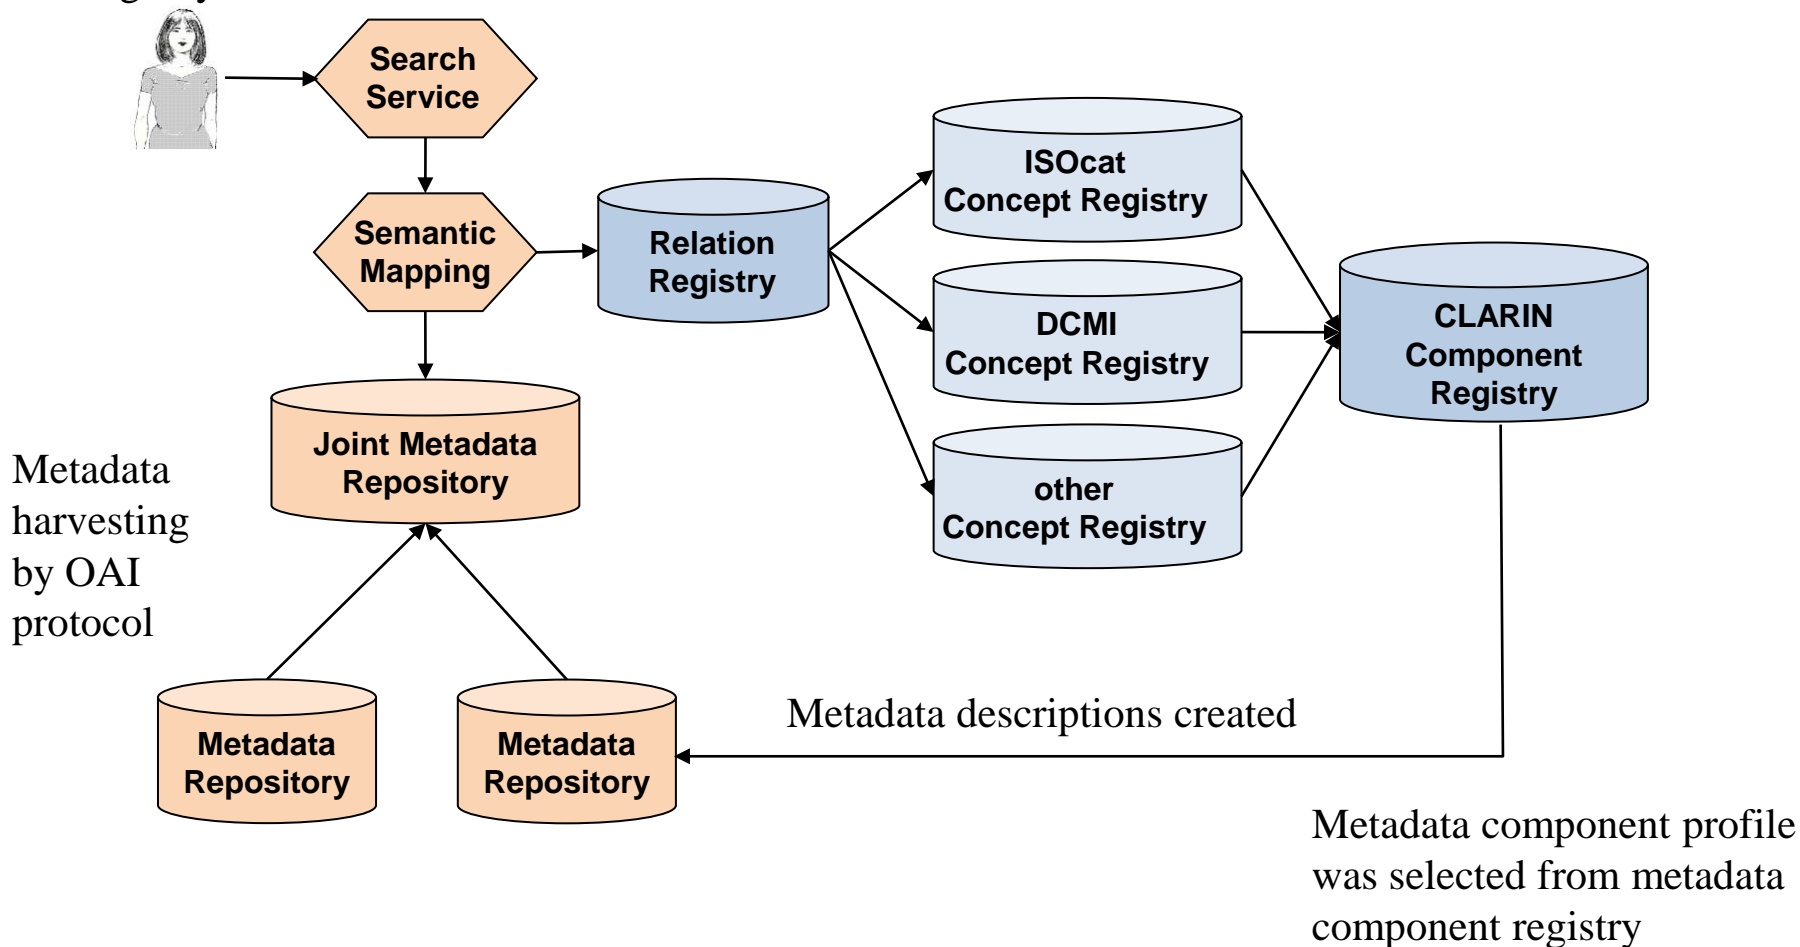 Search
Service
Semantic
Mapping
Relation
Registry
ISOcat
Concept Registry
DCMI
Concept Registry
other
Concept Registry
CLARIN
Component
Registry
Joint Metadata
Repository
Metadata
harvesting
by OAI
protocol
Metadata
Repository
Metadata
Repository
Metadata descriptions created
Metadata component profile
was selected from metadata
component registry